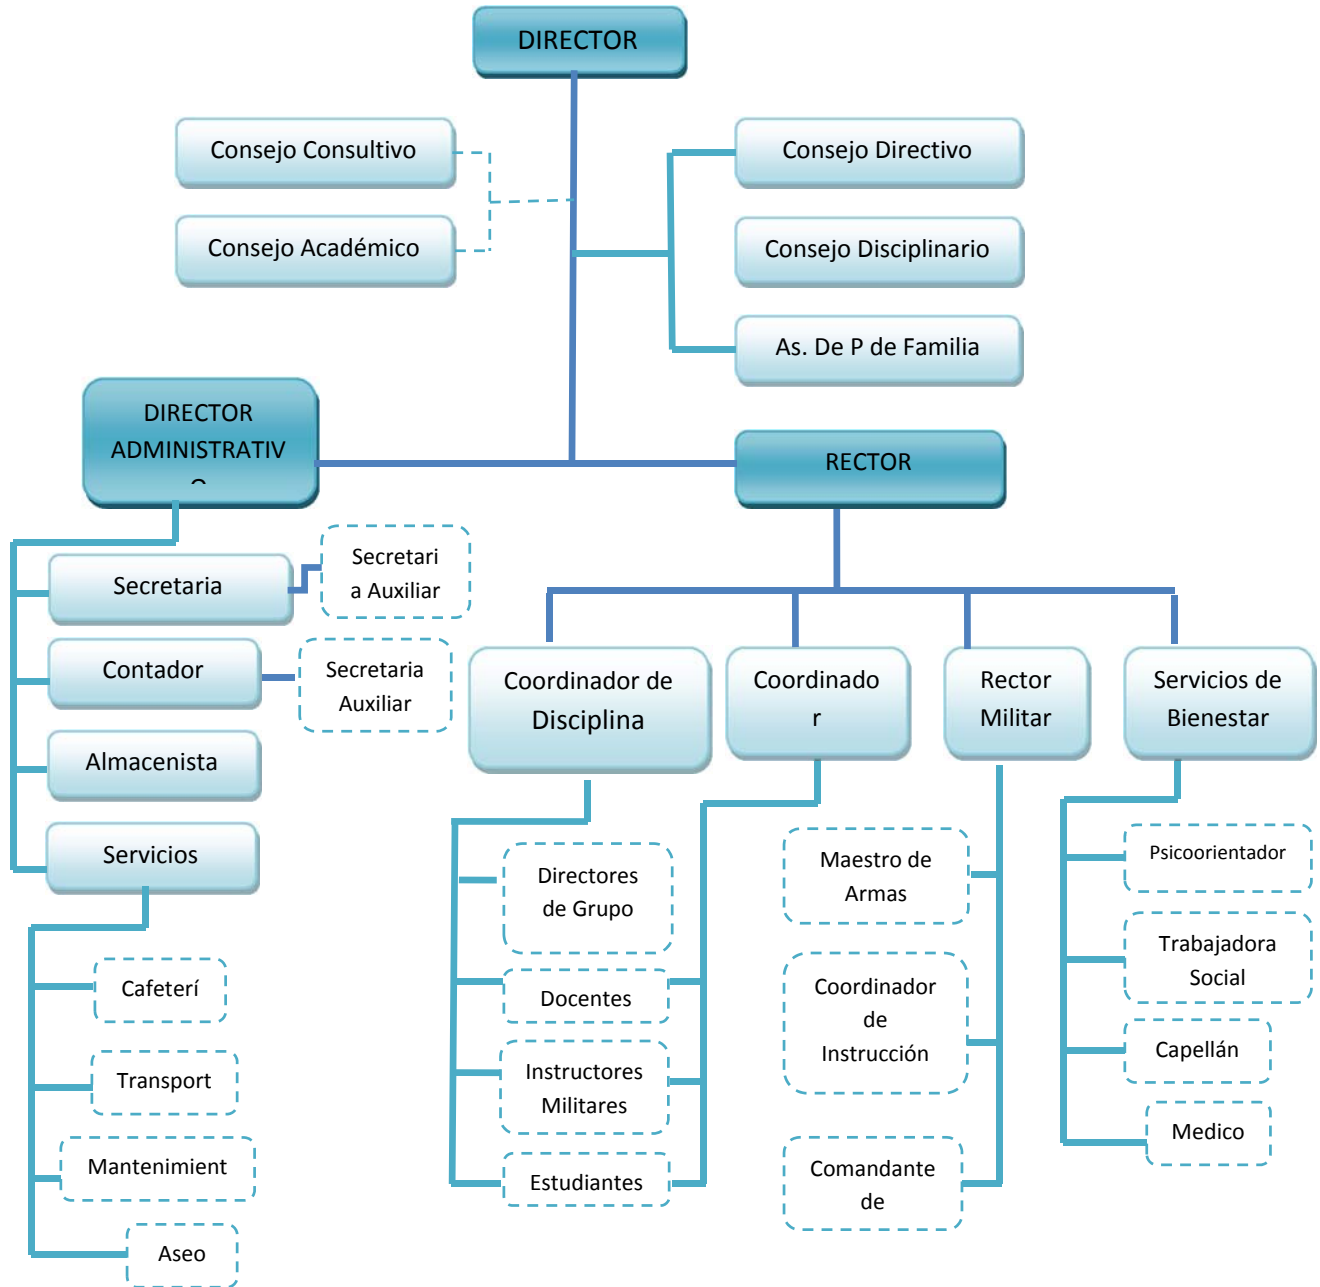 DIRECTOR
Consejo Consultivo
Consejo Directivo
Consejo Académico
Consejo Disciplinario
As. De P de Familia
DIRECTOR
ADMINISTRATIV
O
RECTOR
Secretaria
Secretari
a Auxiliar
Contador
Secretaria
Auxiliar
Almacenista
Servicios
Cafeterí
Transport
Mantenimient
Aseo
Coordinador de
Disciplina
Coordinado
r
Rector
Militar
Servicios de
Bienestar
Directores
de Grupo
Docentes
Instructores
Militares
Estudiantes
Maestro de
Armas
Coordinador
de
Instrucción
Comandante
de
Psicoorientador
Trabajadora
Social
Capellán
Medico